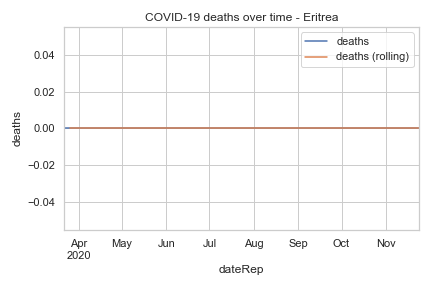 COVID-19 deaths over time - Eritrea
deaths
deaths (rolling)
0.04
0.02
0.00
−0.02
−0.04
deaths
Apr May Jun Jul Aug Sep Oct Nov
2020
dateRep